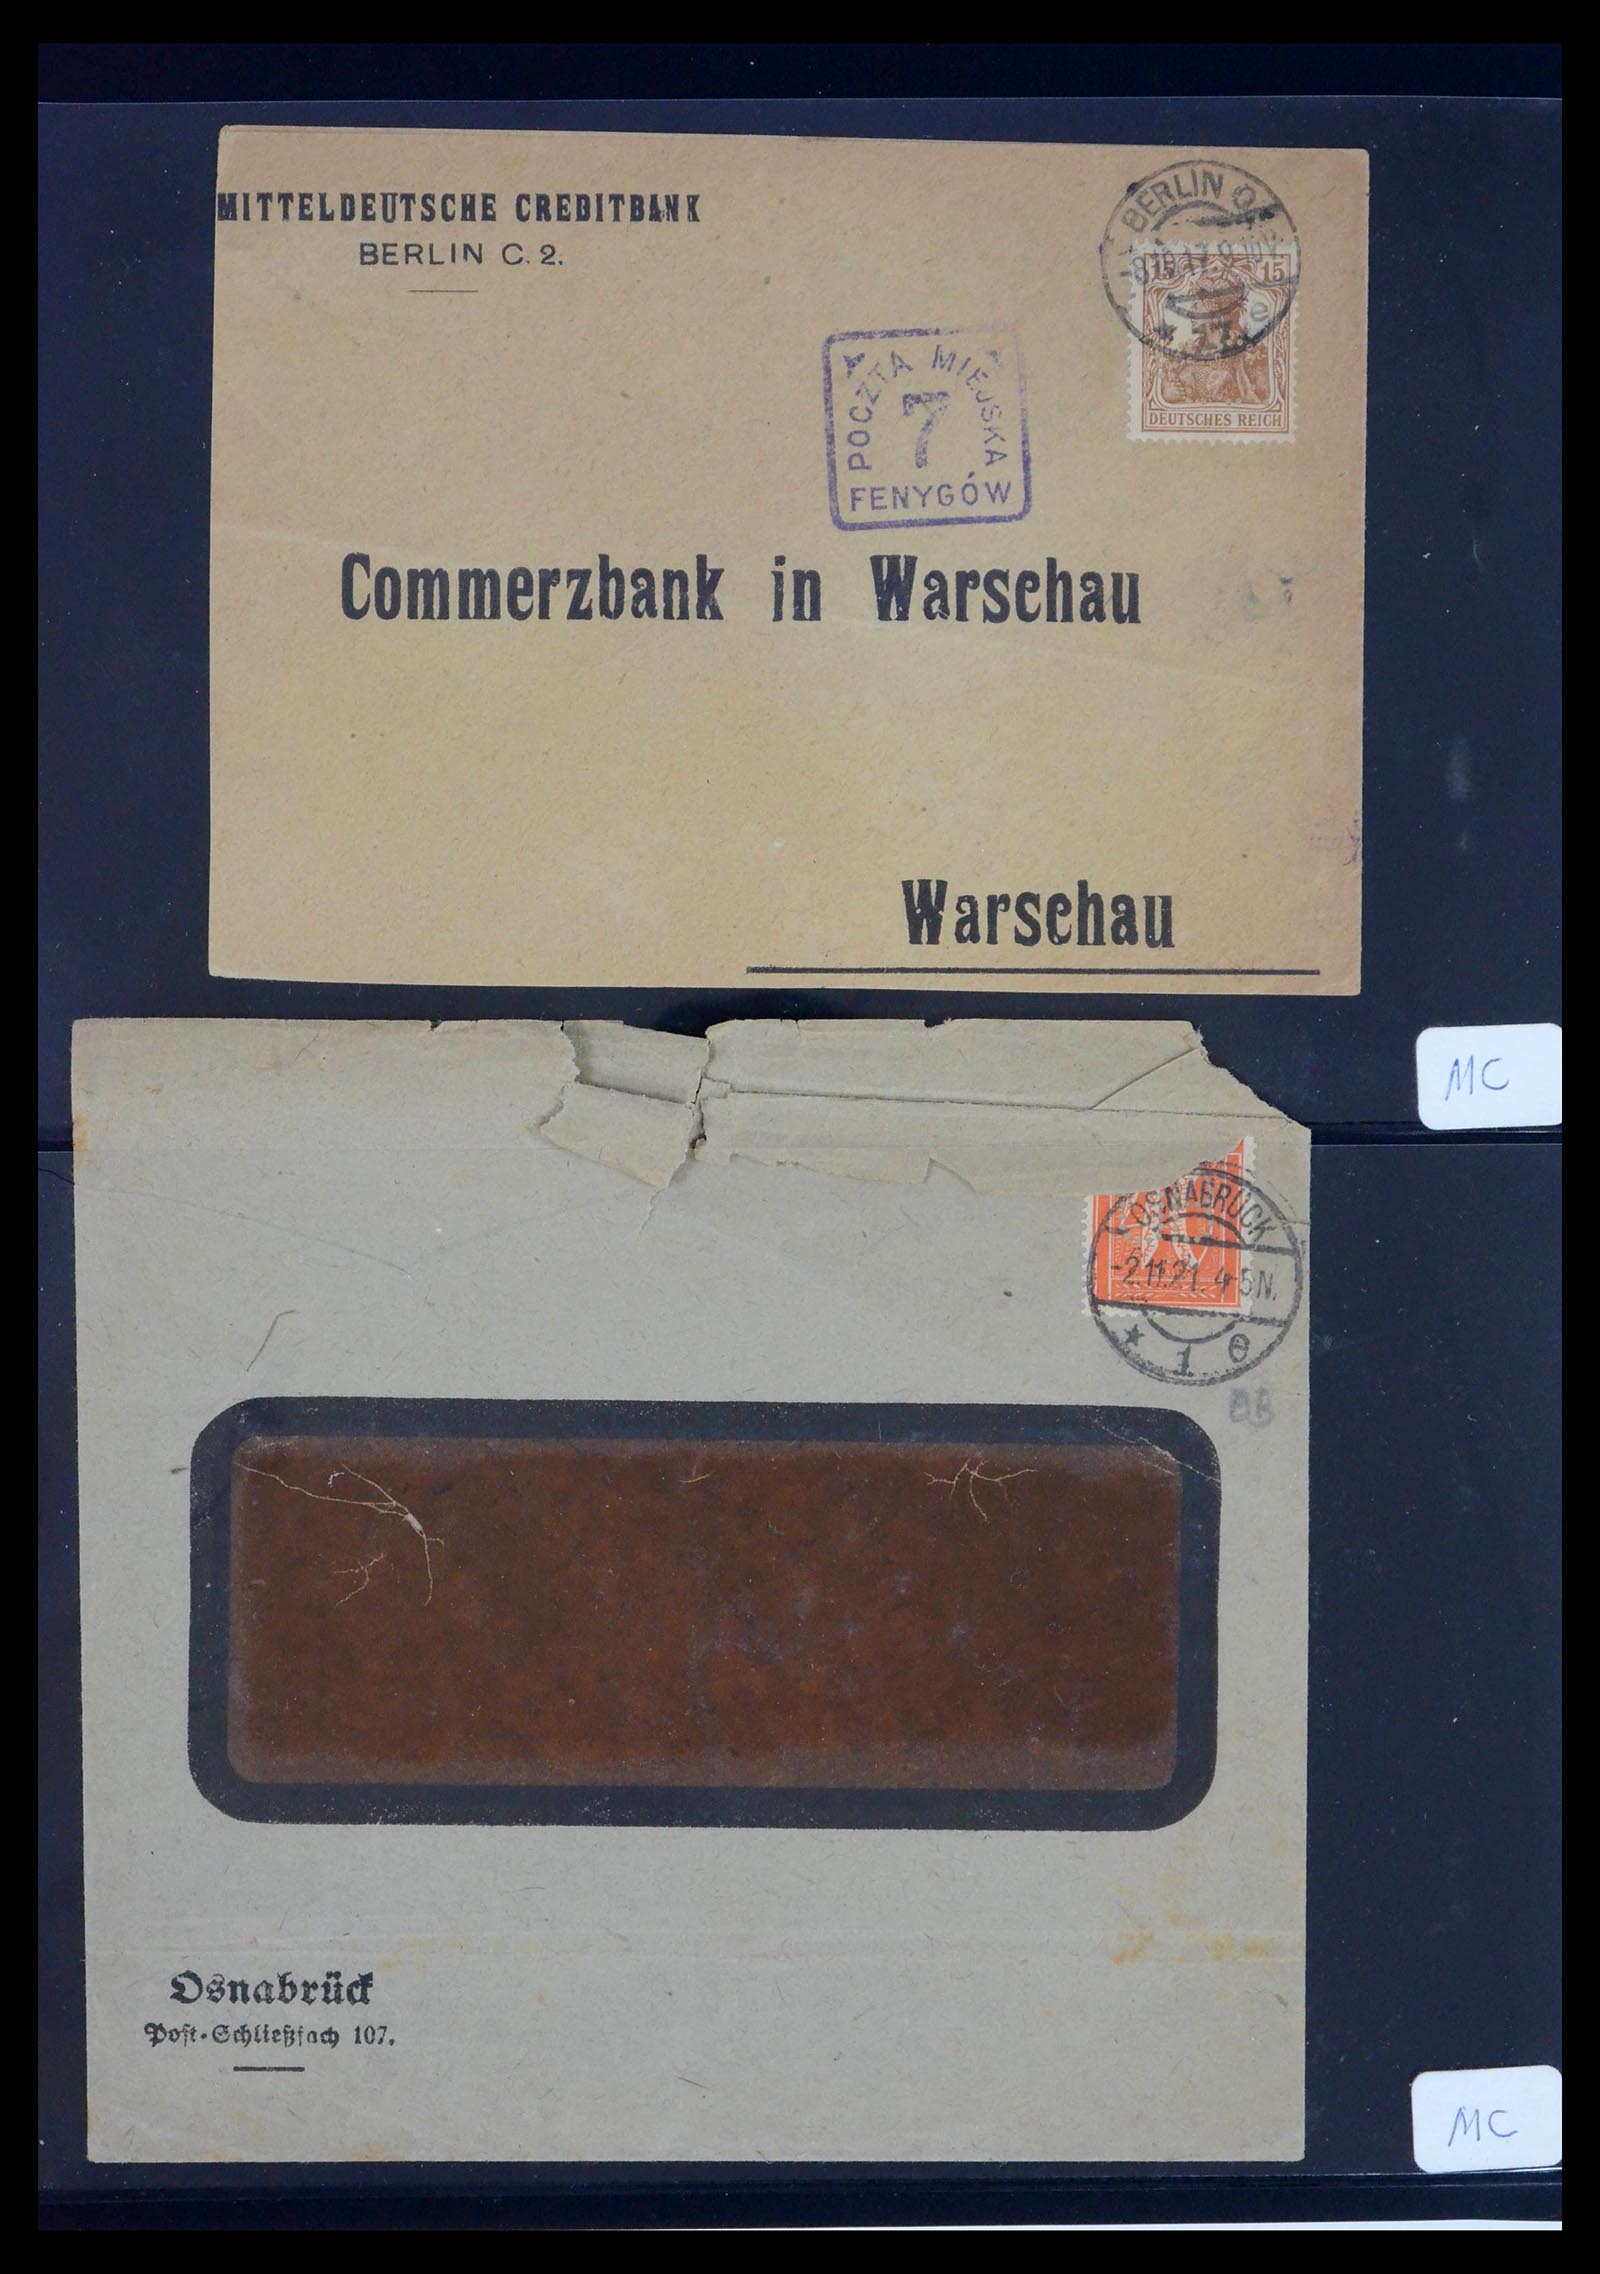 MITTELDEUTSCHE CREDITBANK
BERLIN C. 2.
BERLIN
15 15
e
* 27
DEUTSCHES REICH
POCZTA MIEJSKA
7
FENYGÓW
Commerzbank in Warschau
Warschau
MC
OSNABRÜCK
-2.11.21. 4-5N.
* 1
Osnabrück
Post-Schließfach 107.
MC